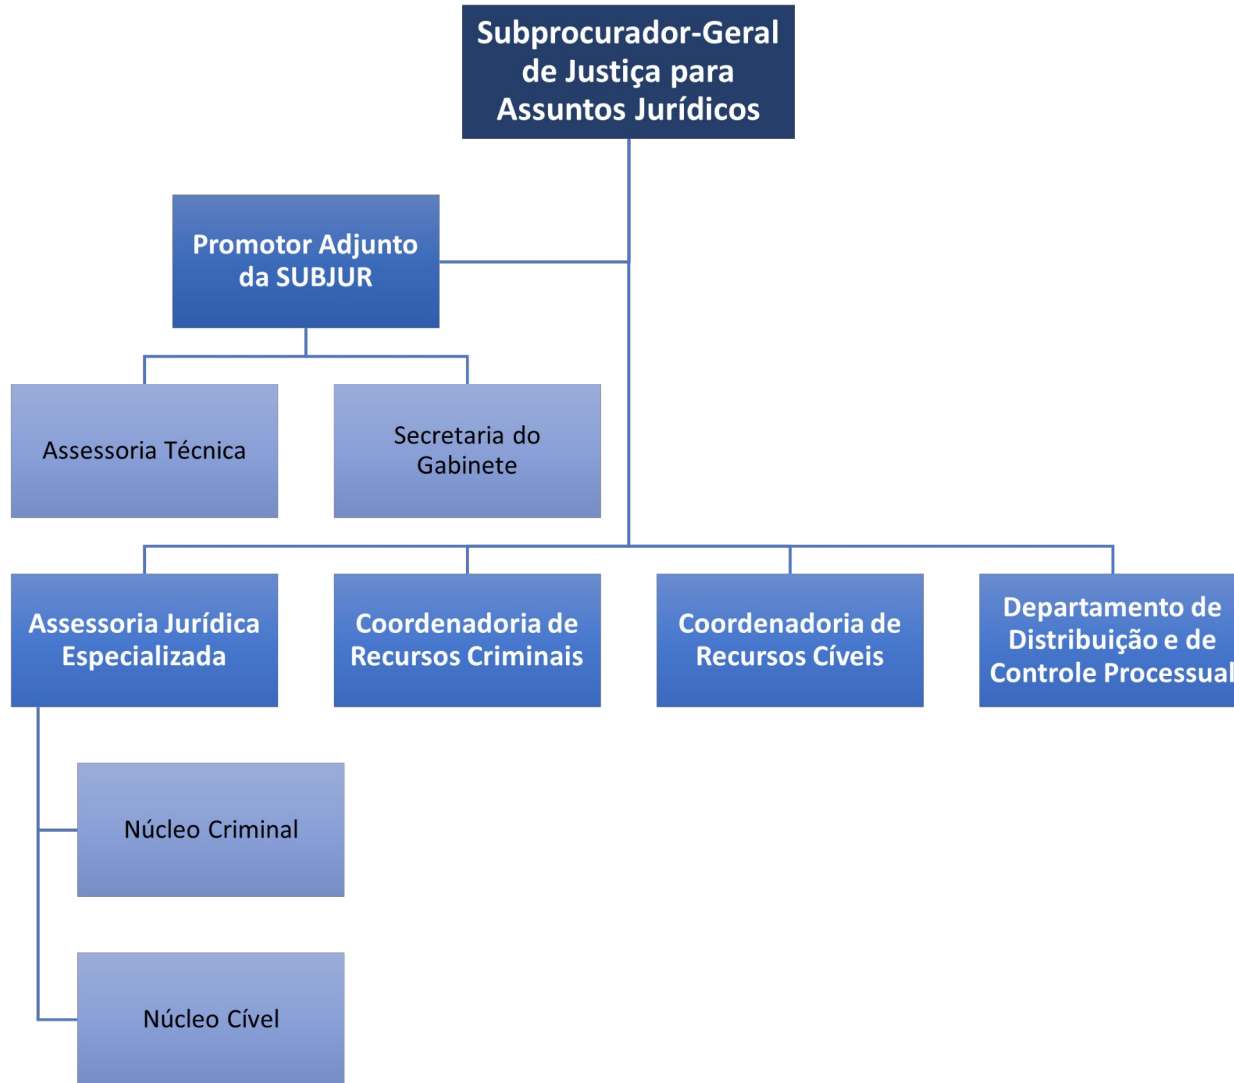 Subprocurador-Geral
de Justiça para
Assuntos Jurídicos
Promotor Adjunto
da SUBJUR
Assessoria Técnica
Secretaria do
Gabinete
Assessoria Jurídica
Especializada
Coordenadoria de
Recursos Criminais
Coordenadoria de
Recursos Cíveis
Departamento de
Distribuição e de
Controle Processual
Núcleo Criminal
Núcleo Cível